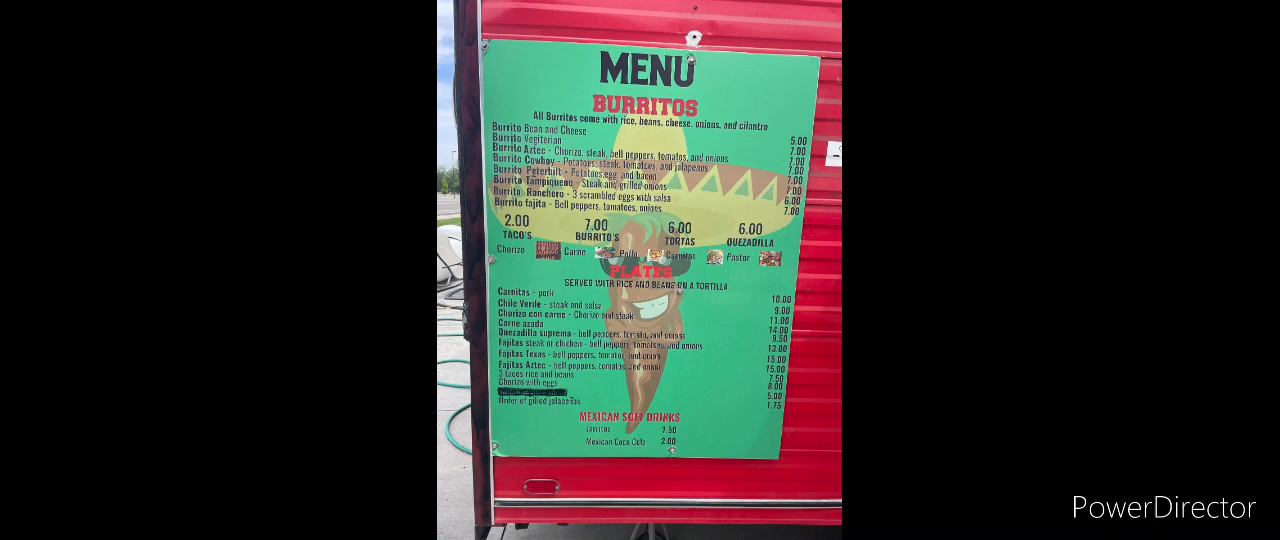 MENU
BURRITOS
All Burritos come with rice, beans, cheese, onions, and cilantro
Burrito Bean and Cheese 5.00
Burrito Vegiterian 7.00
Burrito Aztec - Chorizo, steak, bell peppers, tomatos, and onions 7.00
Burrito Cowboy - Potatoes, steak, tomatoes, and jalapenos 7.00
Burrito Peterbilt - Potatoes,egg, and bacon 7.00
Burrito Tampiqueno - Steak and grilled onions 7.00
Burrito Ranchero - 3 scrambled eggs with salsa 6.00
Burrito fajita - Bell peppers, tomatoes, onions 7.00
2.00 7.00 6.00 6.00
TACO'S BURRITO'S TORTAS QUEZADILLA
Chorizo Carne Pollo Carnitas Pastor
PLATES
SERVED WITH RICE AND BEANS ON A TORTILLA
Carnitas - pork 10.00
Chile Verde - steak and salsa 9.00
Chorizo con carne - Chorizo and steak 11.00
Carne azada 14.00
Quezadilla suprema - bell peppers, tomato, and onions 9.50
Fajitas steak or chicken - bell peppers, tomatoes, and onions 13.00
Fajitas Texas - bell peppers, tomatos, and onion 15.00
Fajitas Aztec - bell peppers, tomatos, and onion 15.00
3 tacos rice and beans 7.50
Chorizo with eggs 8.00
5.00
Order of gilled jalapeños 1.75
MEXICAN SOFT DRINKS
Jarritos 1.50
Mexican Coca Cola 2.00
PowerDirector